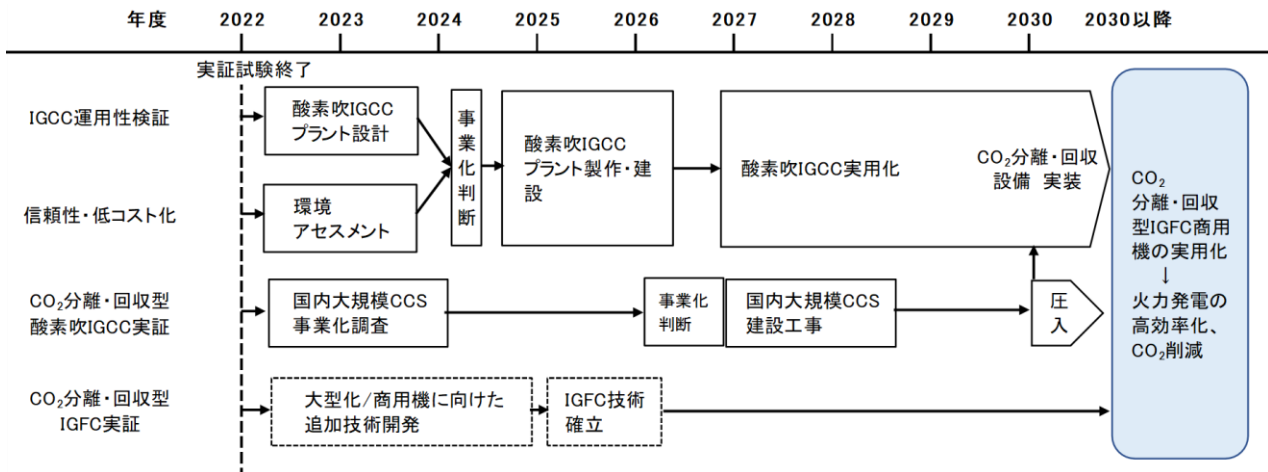 年度 2022 2023 2024 2025 2026 2027 2028 2029 2030 2030以降
実証試験終了
IGCC運用性検証
酸素吹IGCC
プラント設計
事業化判断
酸素吹IGCC
プラント製作・建
設
酸素吹IGCC実用化
CO₂分離・回収
設備 実装
信頼性・低コスト化
環境
アセスメント
CO₂分離・回収型
酸素吹IGCC実証
国内大規模CCS
事業化調査
事業化
判断
国内大規模CCS
建設工事
圧
入
CO₂分離・回収型
IGFC実証
大型化/商用機に向けた
追加技術開発
IGFC技術
確立
CO₂
分離・回収
型IGFC商用
機の実用化
↓
火力発電の
高効率化、
CO₂削減